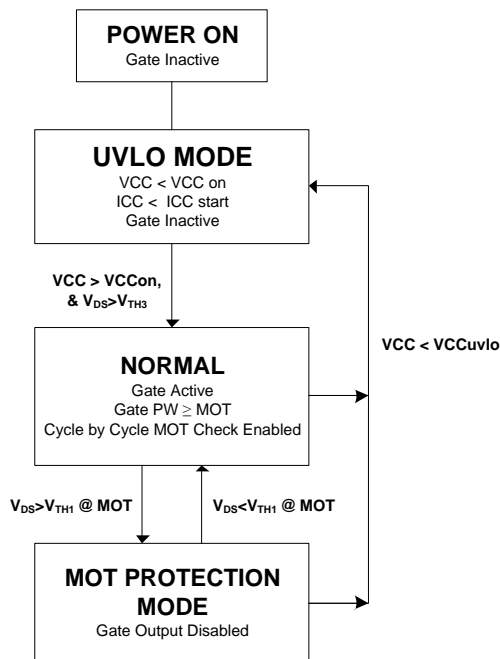 POWER ON
Gate Inactive
UVLO MODE
VCC < VCC on
ICC < ICC start
Gate Inactive
VCC > VCCon,
& VDS>VTH3
VCC < VCCuvlo
NORMAL
Gate Active
Gate PW ≥ MOT
Cycle by Cycle MOT Check Enabled
VDS>VTH1 @ MOT
VDS<VTH1 @ MOT
MOT PROTECTION
MODE
Gate Output Disabled